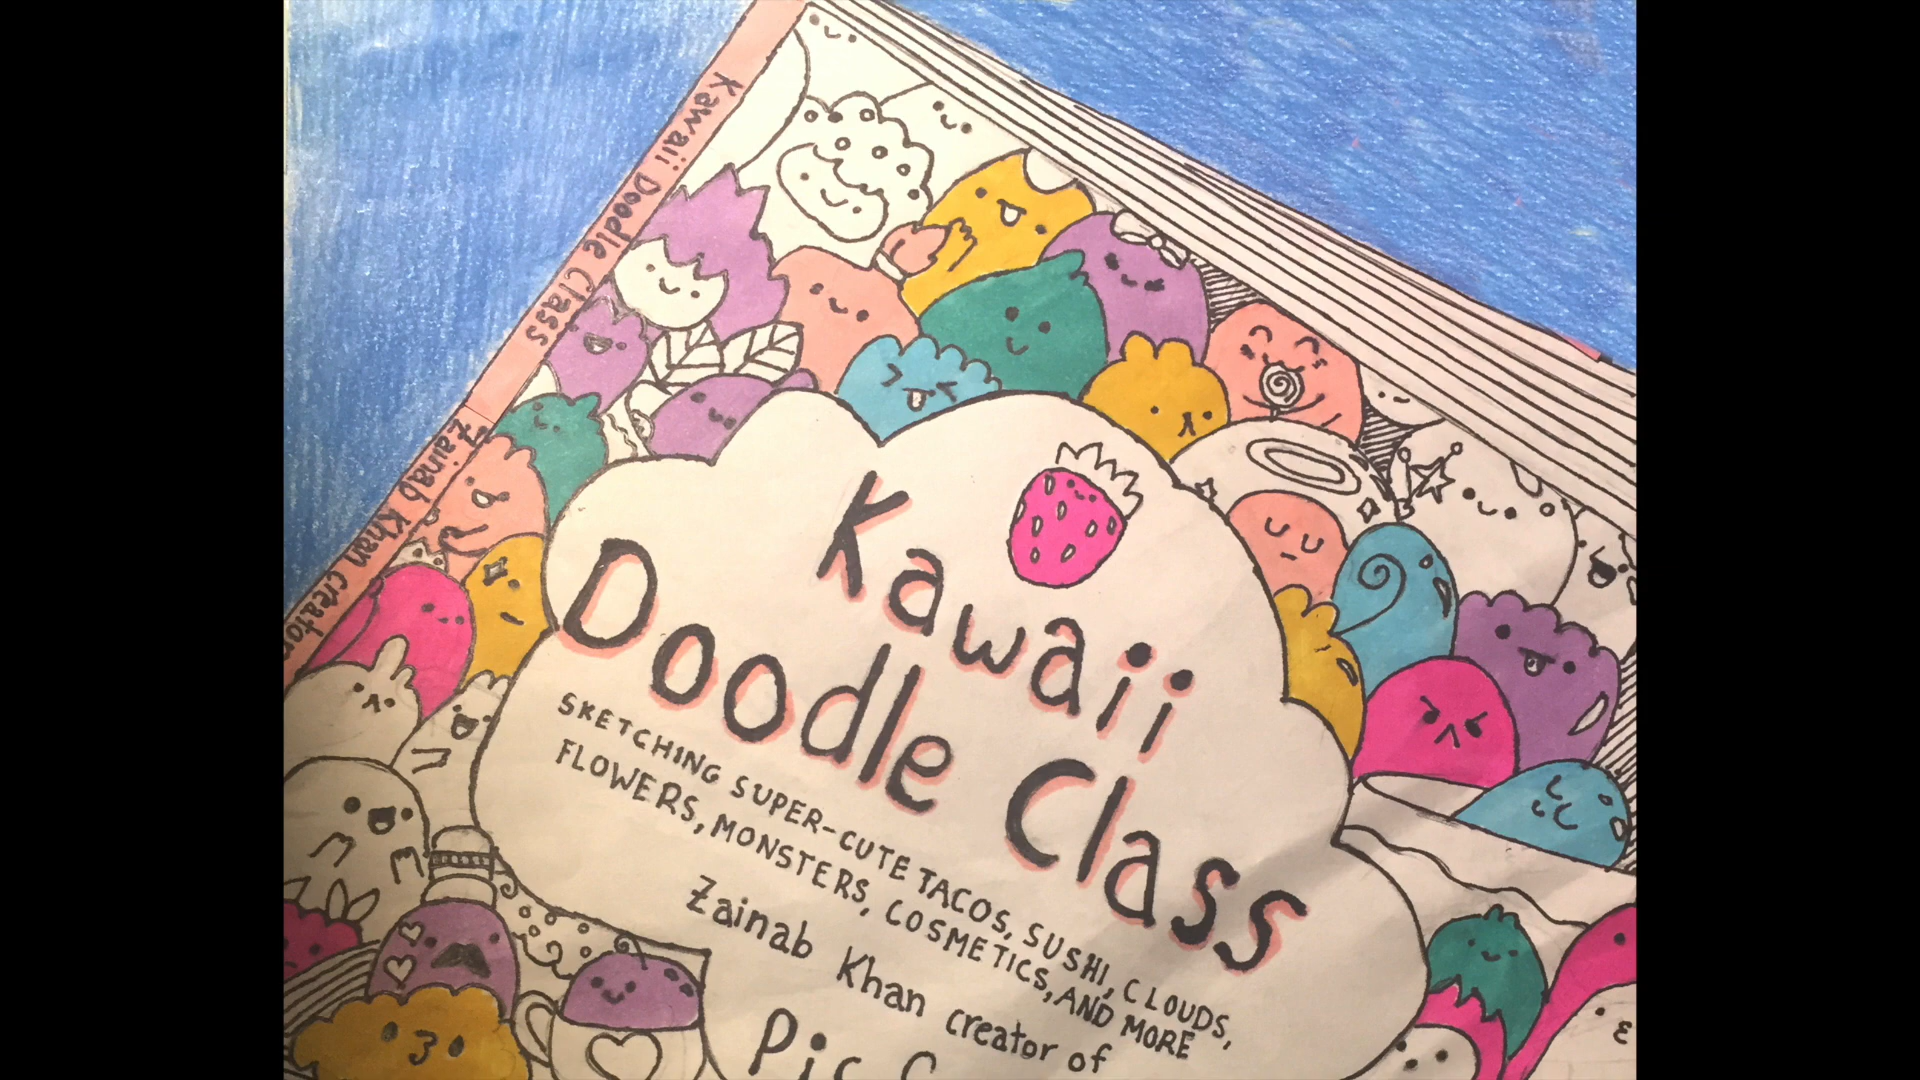 Kawaii Doodle Class
Zainab Khan creator
Kawaii
Doodle Class
SKETCHING SUPER-CUTE TACOS, SUSHI, CLOUDS,
FLOWERS, MONSTERS, COSMETICS, AND MORE
Zainab Khan creator of
Pic C